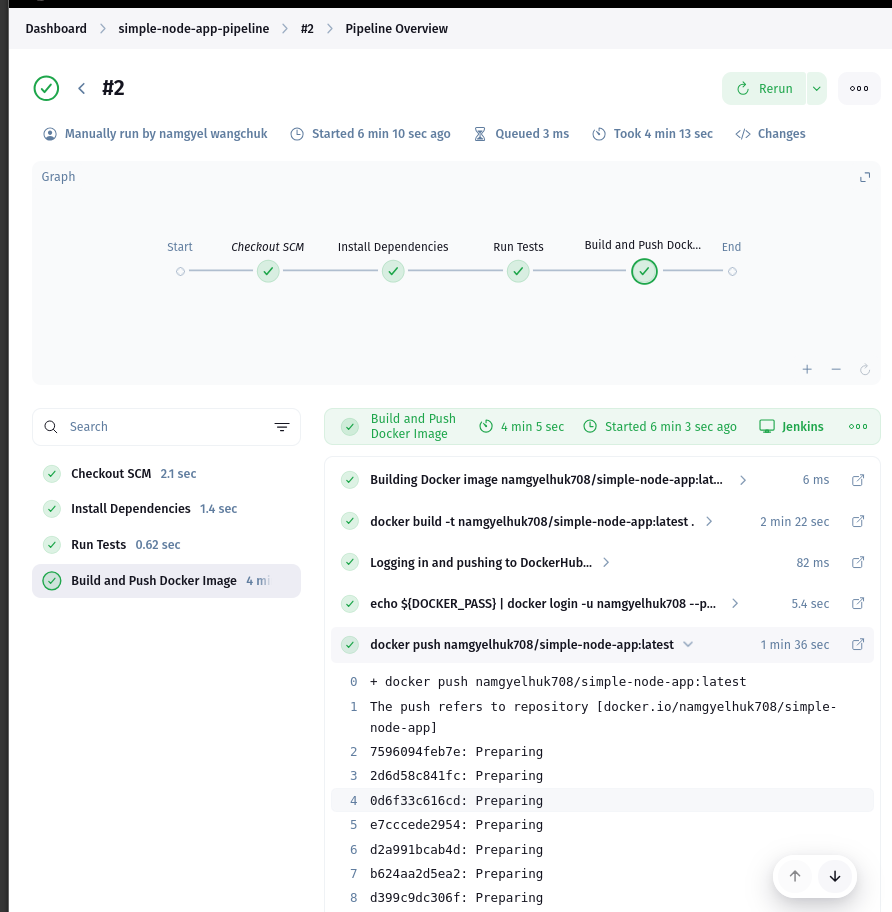 Dashboard > simple-node-app-pipeline > #2 > Pipeline Overview
#2
Rerun
Manually run by namgyel wangchuk
Started 6 min 10 sec ago
Queued 3 ms
Took 4 min 13 sec
Changes
Graph
Start
Checkout SCM
Install Dependencies
Run Tests
Build and Push Dock...
End
Search
Checkout SCM 2.1 sec
Install Dependencies 1.4 sec
Run Tests 0.62 sec
Build and Push Docker Image 4 mi
Build and Push
Docker Image
4 min 5 sec
Started 6 min 3 sec ago
Jenkins
Building Docker image namgyelhuk708/simple-node-app:lat... 6 ms
docker build -t namgyelhuk708/simple-node-app:latest . 2 min 22 sec
Logging in and pushing to DockerHub... 82 ms
echo ${DOCKER_PASS} | docker login -u namgyelhuk708 --p... 5.4 sec
docker push namgyelhuk708/simple-node-app:latest 1 min 36 sec
0 + docker push namgyelhuk708/simple-node-app:latest
1 The push refers to repository [docker.io/namgyelhuk708/simple-
node-app]
2 7596094feb7e: Preparing
3 2d6d58c841fc: Preparing
4 0d6f33c616cd: Preparing
5 e7cccede2954: Preparing
6 d2a991bcab4d: Preparing
7 b624aa2d5ea2: Preparing
8 d399c9dc306f: Preparing